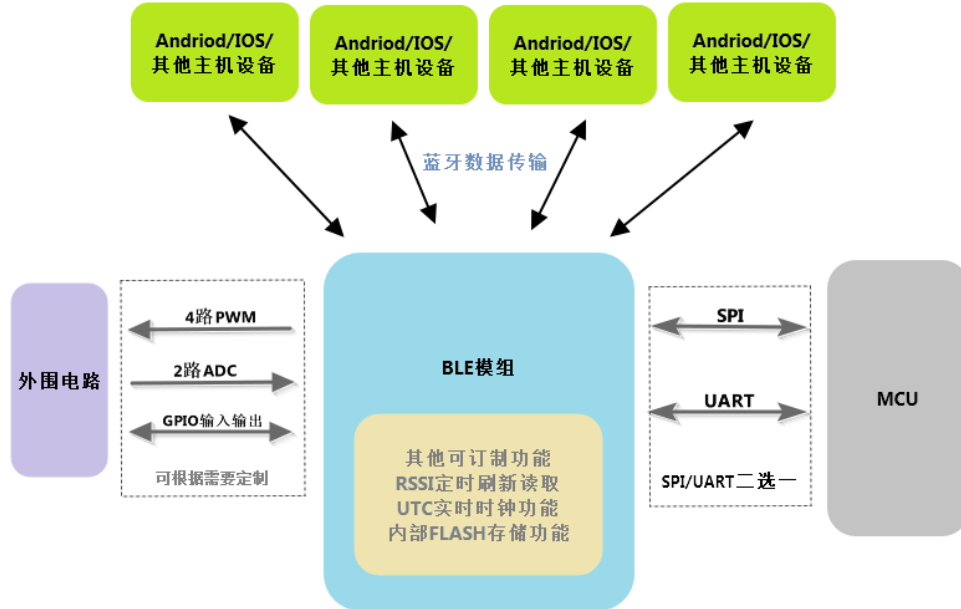 Andriod/IOS/
其他主机设备
Andriod/IOS/
其他主机设备
Andriod/IOS/
其他主机设备
Andriod/IOS/
其他主机设备
蓝牙数据传输
外围电路
4路PWM
2路ADC
GPIO输入输出
可根据需要定制
BLE模组
其他可订制功能
RSSI定时刷新读取
UTC实时时钟功能
内部FLASH存储功能
SPI
UART
SPI/UART二选一
MCU